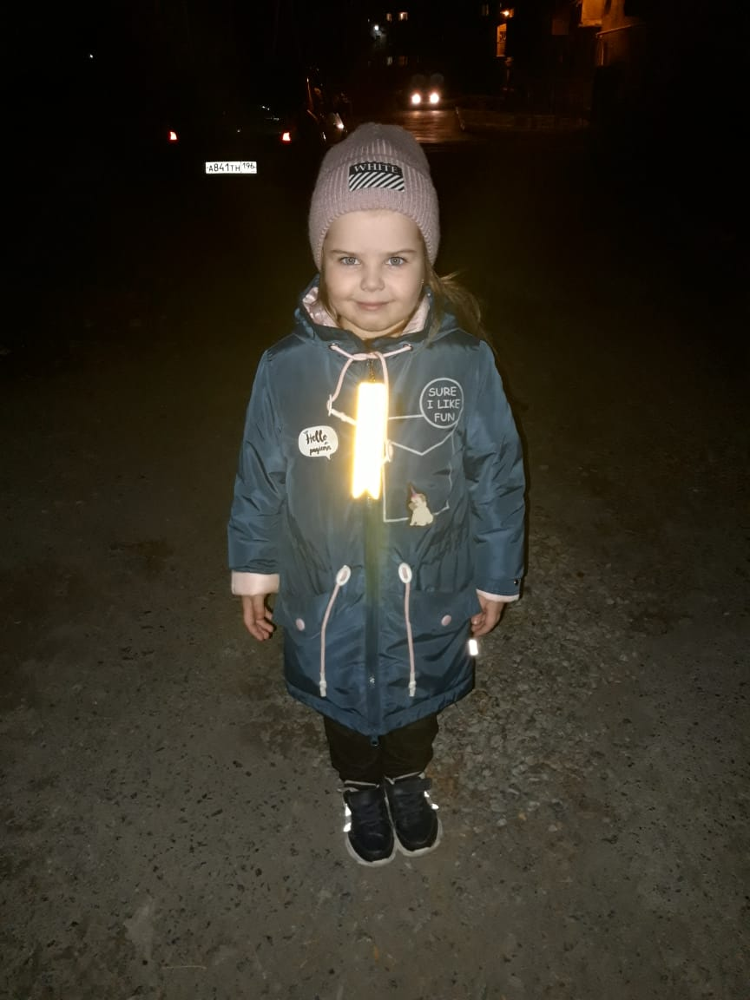 А841ТН 196
WHITE
SURE
I LIKE
FUN
Hello